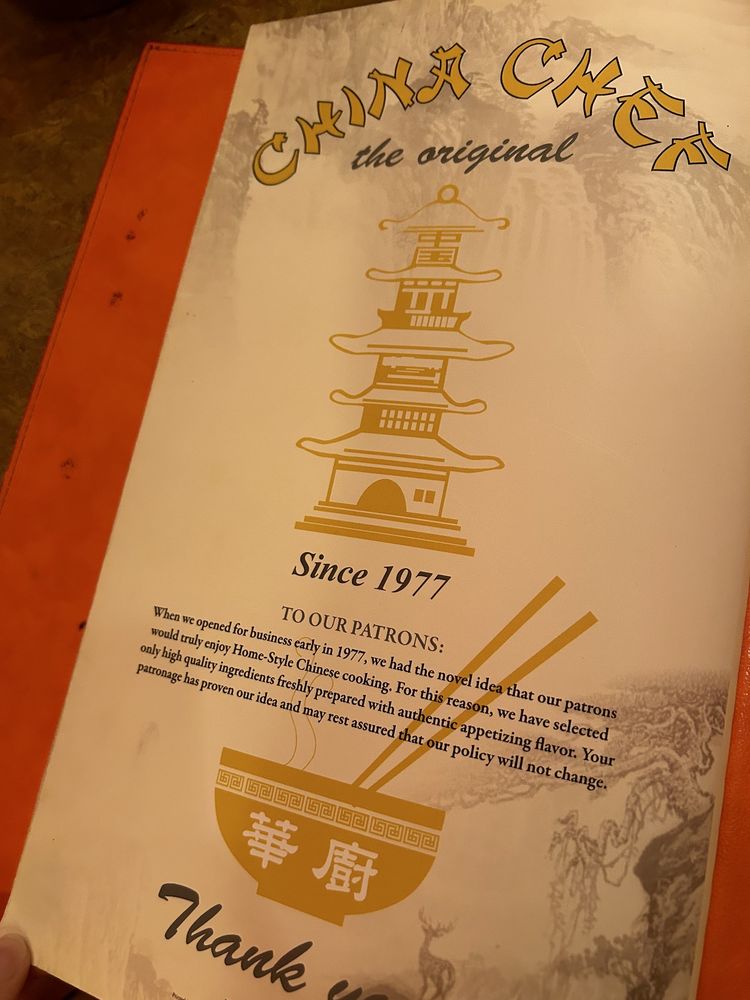 CHINA CHEF
the original
Since 1977
TO OUR PATRONS:
When we opened for business early in 1977, we had the novel idea that our patrons
would truly enjoy Home-Style Chinese cooking. For this reason, we have selected
only high quality ingredients freshly prepared with authentic appetizing flavor. Your
patronage has proven our idea and may rest assured that our policy will not change.
華廚
Thank